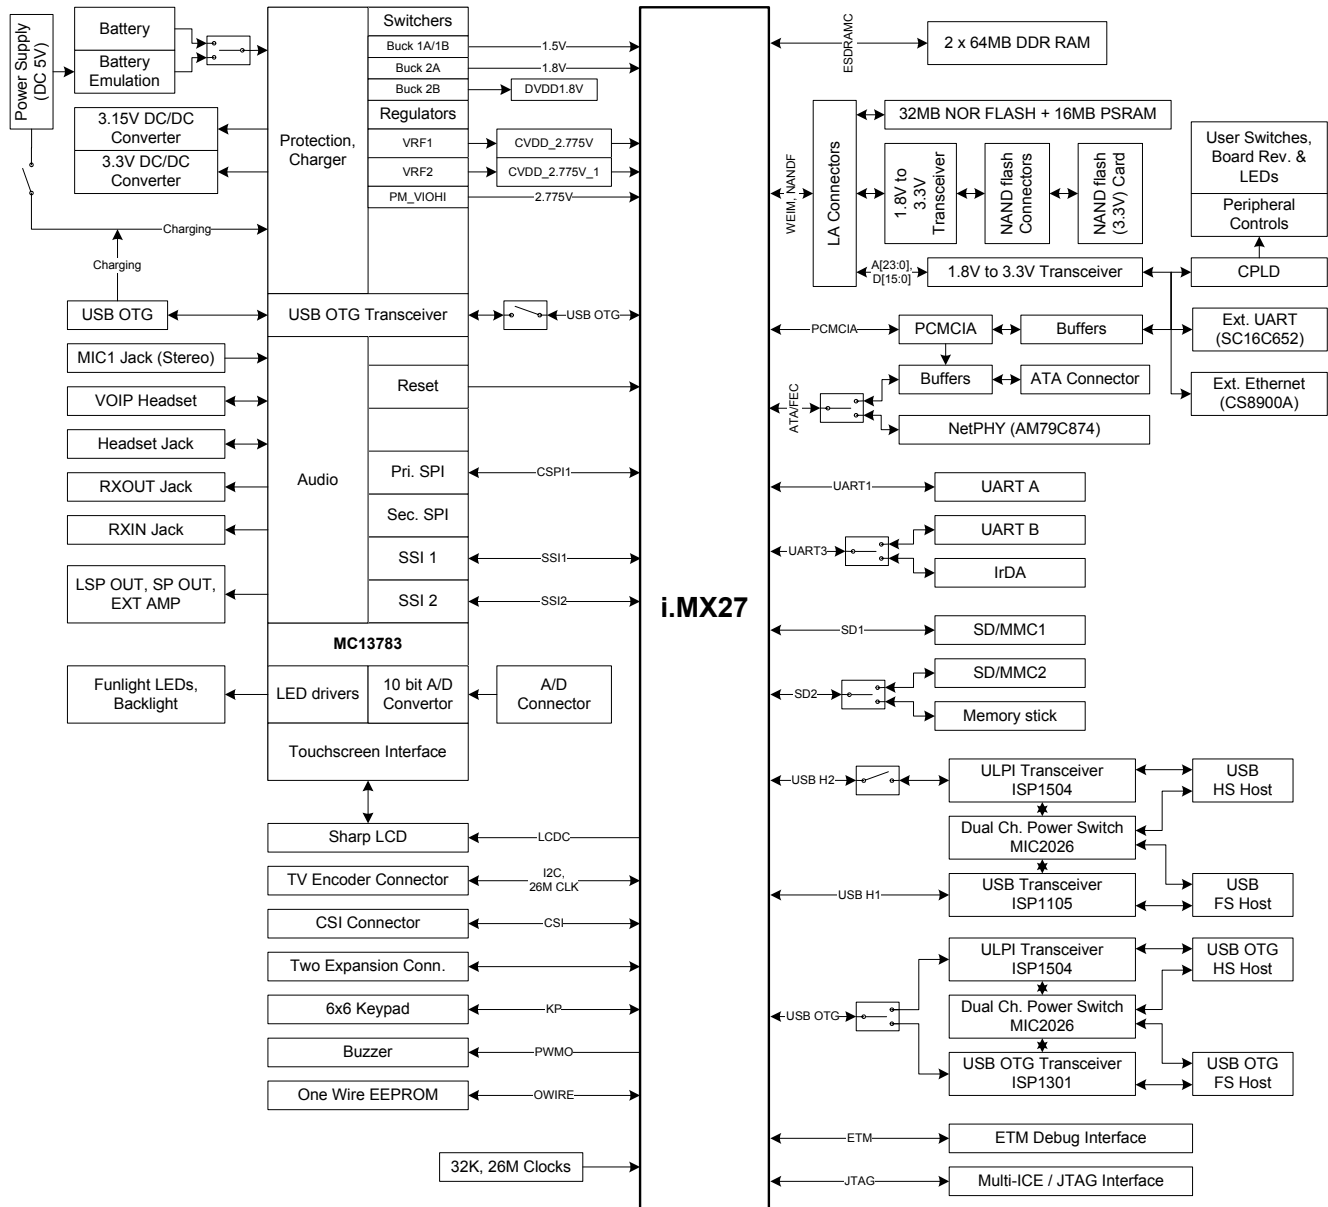 Power Supply
(DC 5V)
Battery
Battery
Emulation
3.15V DC/DC
Converter
3.3V DC/DC
Converter
Charging
Charging
USB OTG
MIC1 Jack (Stereo)
VOIP Headset
Headset Jack
RXOUT Jack
RXIN Jack
LSP OUT, SP OUT,
EXT AMP
Funlight LEDs,
Backlight
Protection,
Charger
Switchers
Buck 1A/1B
1.5V
Buck 2A
1.8V
Buck 2B
DVDD1.8V
Regulators
VRF1
CVDD_2.775V
VRF2
CVDD_2.775V_1
PM_VIOHI
2.775V
USB OTG Transceiver
USB OTG
Audio
Reset
Pri. SPI
CSPI1
Sec. SPI
SSI 1
SSI1
SSI 2
SSI2
MC13783
LED drivers
10 bit A/D
Convertor
A/D
Connector
Touchscreen Interface
Sharp LCD
LCDC
TV Encoder Connector
I2C,
26M CLK
CSI Connector
CSI
Two Expansion Conn.
6x6 Keypad
KP
Buzzer
PWMO
One Wire EEPROM
OWIRE
32K, 26M Clocks
i.MX27
ESDRAMC
2 x 64MB DDR RAM
WEIM, NANDF
LA Connectors
32MB NOR FLASH + 16MB PSRAM
1.8V to
3.3V
Transceiver
NAND flash
Connectors
NAND flash
(3.3V) Card
A[23:0],
D[15:0]
1.8V to 3.3V Transceiver
User Switches,
Board Rev. &
LEDs
Peripheral
Controls
CPLD
PCMCIA
PCMCIA
Buffers
Ext. UART
(SC16C652)
Buffers
ATA Connector
Ext. Ethernet
(CS8900A)
ATA/FEC
NetPHY (AM79C874)
UART1
UART A
UART3
UART B
IrDA
SD1
SD/MMC1
SD2
SD/MMC2
Memory stick
USB H2
ULPI Transceiver
ISP1504
USB
HS Host
Dual Ch. Power Switch
MIC2026
USB H1
USB Transceiver
ISP1105
USB
FS Host
USB OTG
ULPI Transceiver
ISP1504
USB OTG
HS Host
Dual Ch. Power Switch
MIC2026
USB OTG Transceiver
ISP1301
USB OTG
FS Host
ETM
ETM Debug Interface
JTAG
Multi-ICE / JTAG Interface